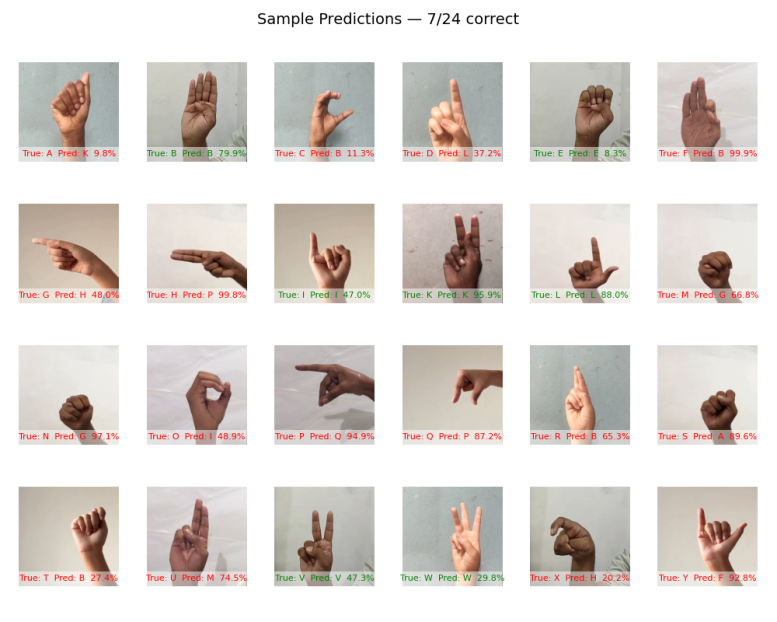 Sample Predictions — 7/24 correct
True: A Pred: K 9.8%
True: B Pred: B 79.9%
True: C Pred: B 11.3%
True: D Pred: L 37.2%
True: E Pred: E 8.3%
True: F Pred: B 99.9%
True: G Pred: H 48.0%
True: H Pred: P 99.8%
True: I Pred: I 47.0%
True: K Pred: K 95.9%
True: L Pred: L 88.0%
True: M Pred: G 66.8%
True: N Pred: G 97.1%
True: O Pred: I 48.9%
True: P Pred: Q 94.9%
True: Q Pred: P 87.2%
True: R Pred: B 65.3%
True: S Pred: A 89.6%
True: T Pred: B 27.4%
True: U Pred: M 74.5%
True: V Pred: V 47.3%
True: W Pred: W 29.8%
True: X Pred: H 20.2%
True: Y Pred: F 92.8%